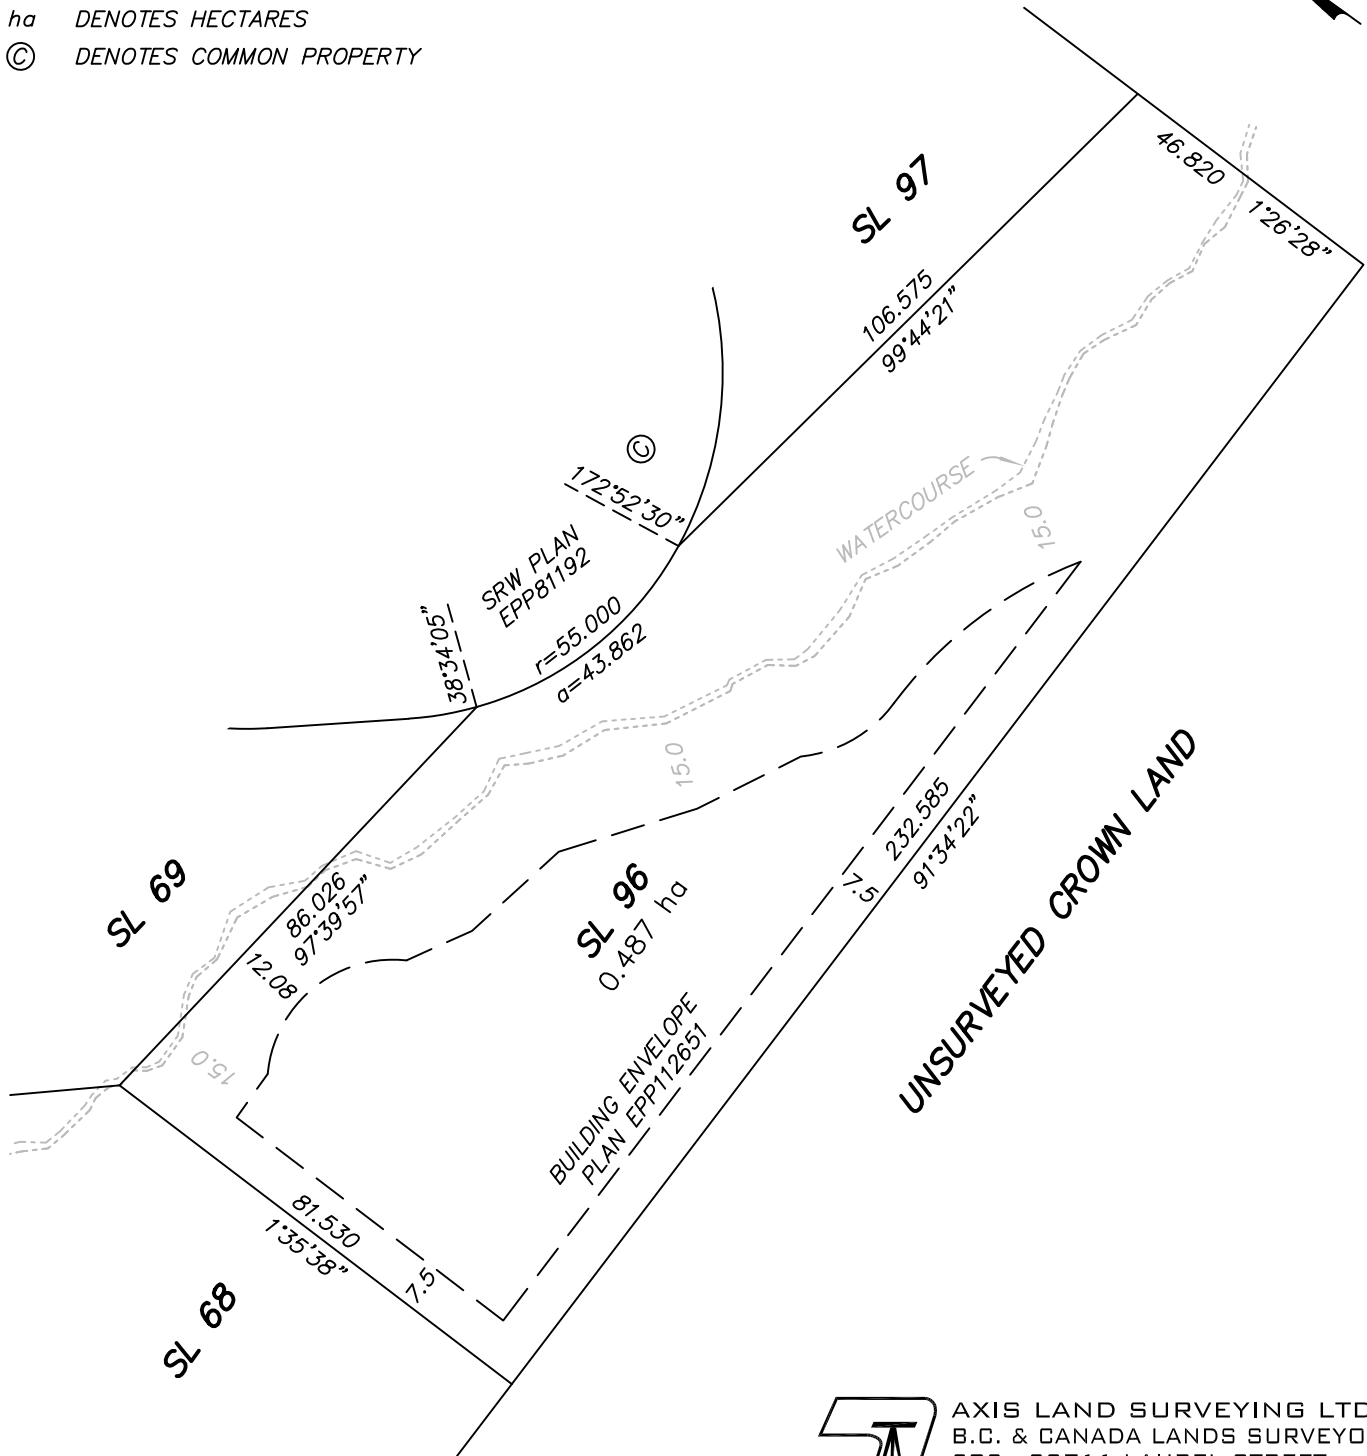 ha DENOTES HECTARES
Ⓒ DENOTES COMMON PROPERTY
46.820
1°26'28"
SL 97
106.575
99°44'21"
Ⓒ
172°52'30"
WATERCOURSE
15.0
SRW PLAN
EPP81192
38°34'05"
r=55.000
a=43.862
15.0
232.585
91°34'22"
7.5
UNSURVEYED CROWN LAND
SL 69
86.026
97°39'57"
12.08
SL 96
0.487 ha
15.0
BUILDING ENVELOPE
PLAN EPP112651
81.530
1°35'38"
7.5
SL 68
AXIS LAND SURVEYING LTD
B.C. & CANADA LANDS SURVEYO